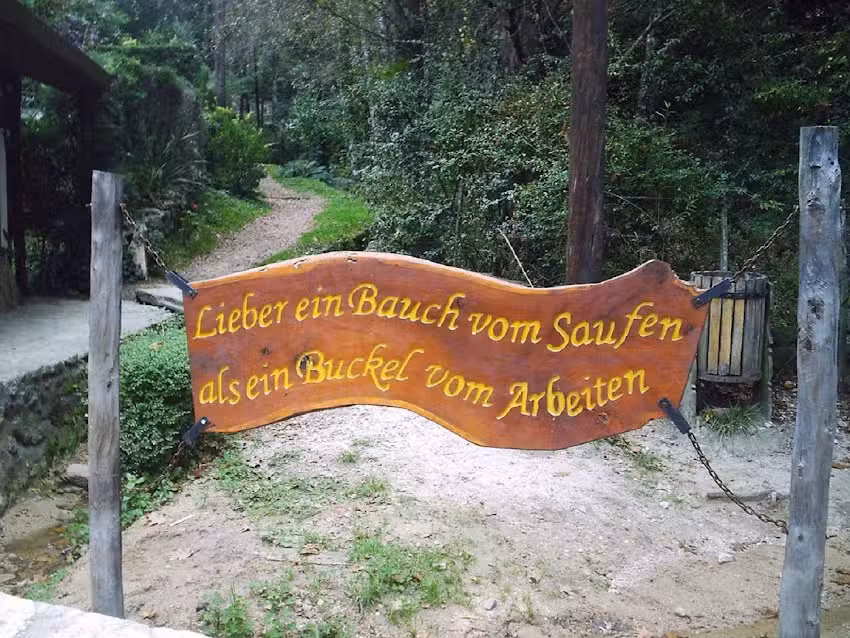 Lieber ein Bauch vom Saufen
als ein Buckel vom Arbeiten